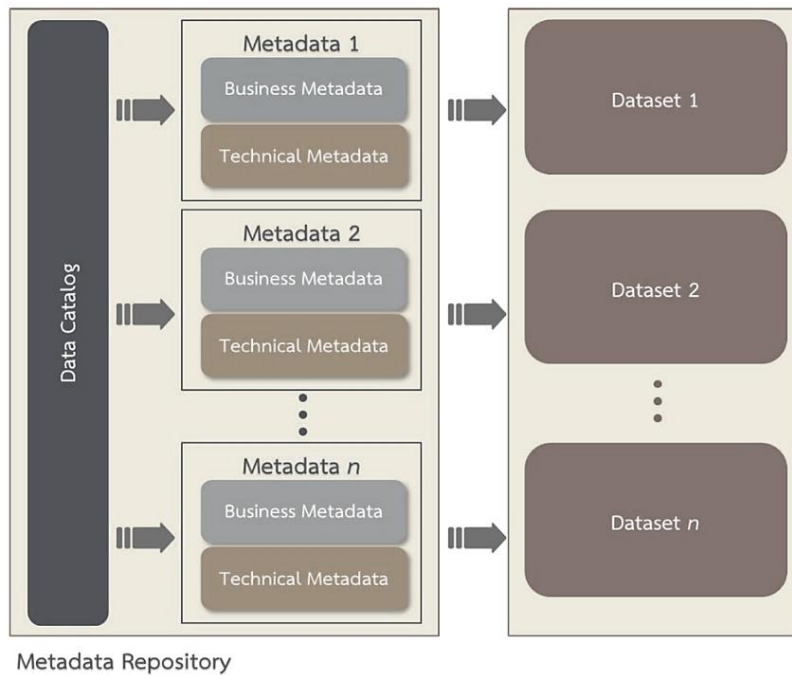 Data Catalog
Metadata 1
Business Metadata
Technical Metadata
Dataset 1
Metadata 2
Business Metadata
Technical Metadata
Dataset 2
Metadata n
Business Metadata
Technical Metadata
Dataset n
Metadata Repository